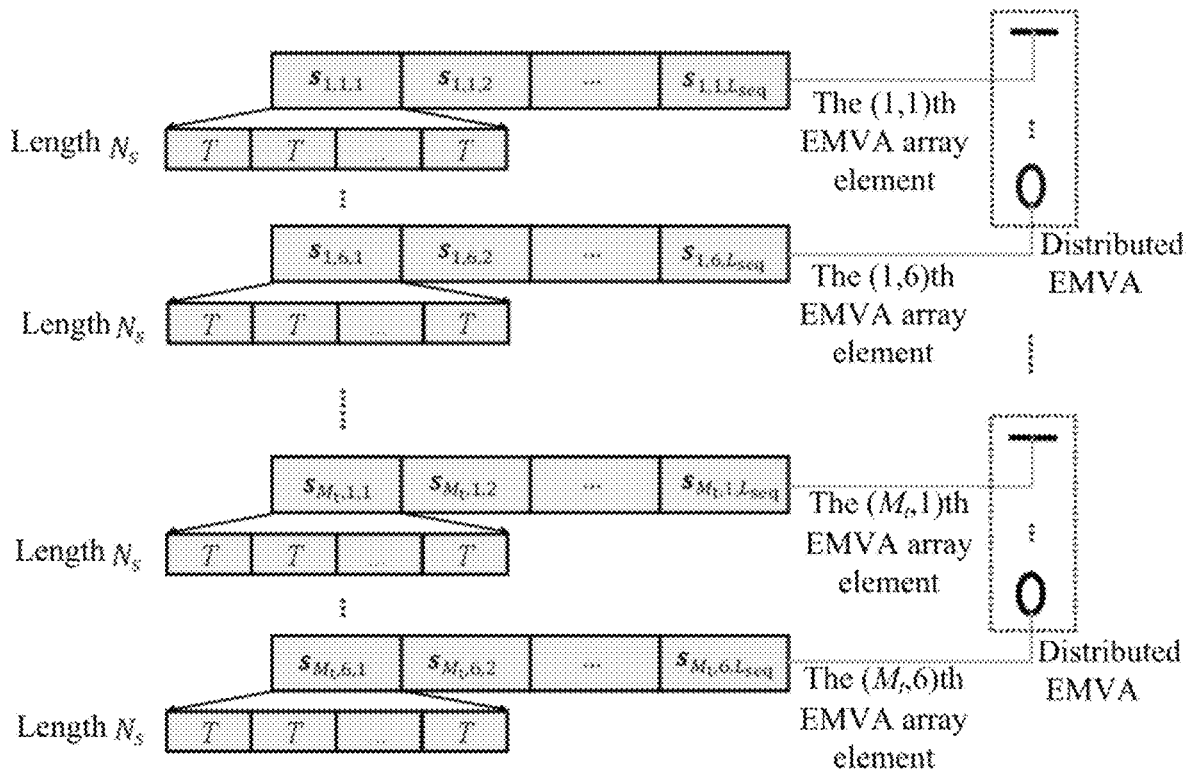 s1,1,1 s1,1,2 ... s1,1,Lseq
The (1,1)th
EMVA array
element
Length Ns
T T ... T
s1,6,1 s1,6,2 ... s1,6,Lseq
Distributed
EMVA
The (1,6)th
EMVA array
element
Length Ns
T T ... T
sMt,1,1 sMt,1,2 ... sMt,1,Lseq
The (Mt,1)th
EMVA array
element
Length Ns
T T ... T
sMt,6,1 sMt,6,2 ... sMt,6,Lseq
Distributed
EMVA
The (Mt,6)th
EMVA array
element
Length Ns
T T ... T